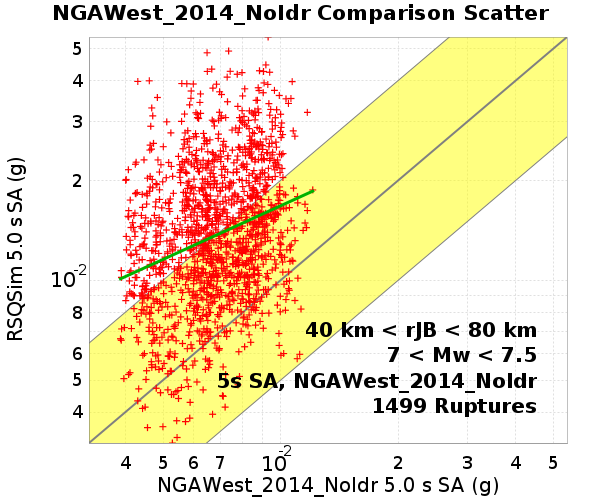 NGAWest_2014_NoIdr Comparison Scatter
5
4
3
2
10-2
8
6
5
4
RSQSim 5.0 s SA (g)
40 km < rJB < 80 km
7 < Mw < 7.5
5s SA, NGAWest_2014_NoIdr
1499 Ruptures
4 5 6 7 10-2 2 3 4 5
NGAWest_2014_NoIdr 5.0 s SA (g)